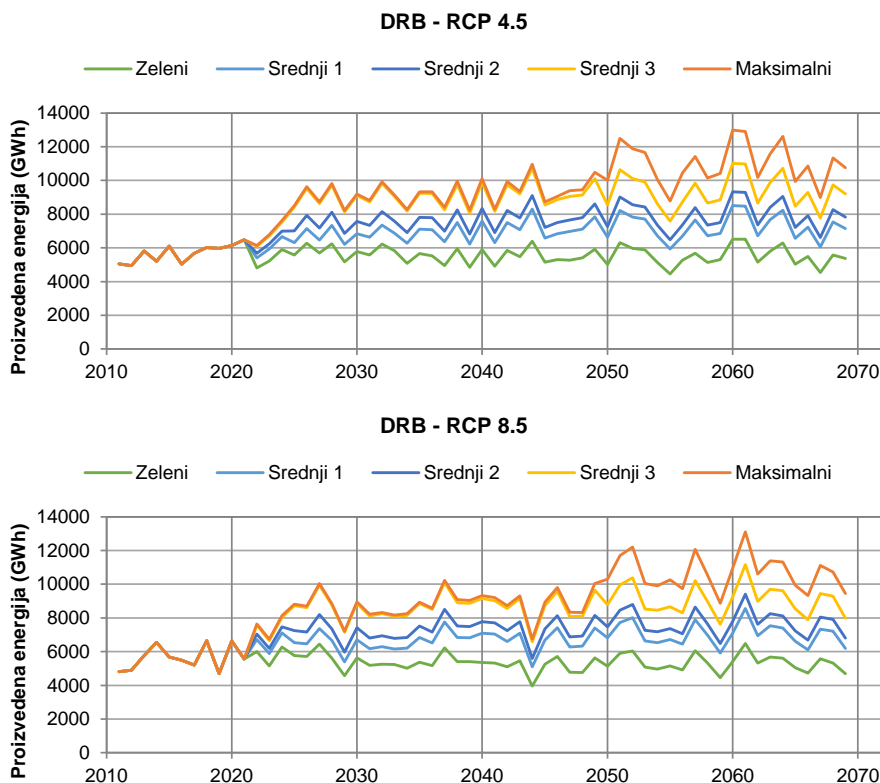 DRB - RCP 4.5
Zeleni Srednji 1 Srednji 2 Srednji 3 Maksimalni
Proizvedena energija (GWh)
14000
12000
10000
8000
6000
4000
2000
0
2010 2020 2030 2040 2050 2060 2070
DRB - RCP 8.5
Zeleni Srednji 1 Srednji 2 Srednji 3 Maksimalni
Proizvedena energija (GWh)
14000
12000
10000
8000
6000
4000
2000
0
2010 2020 2030 2040 2050 2060 2070